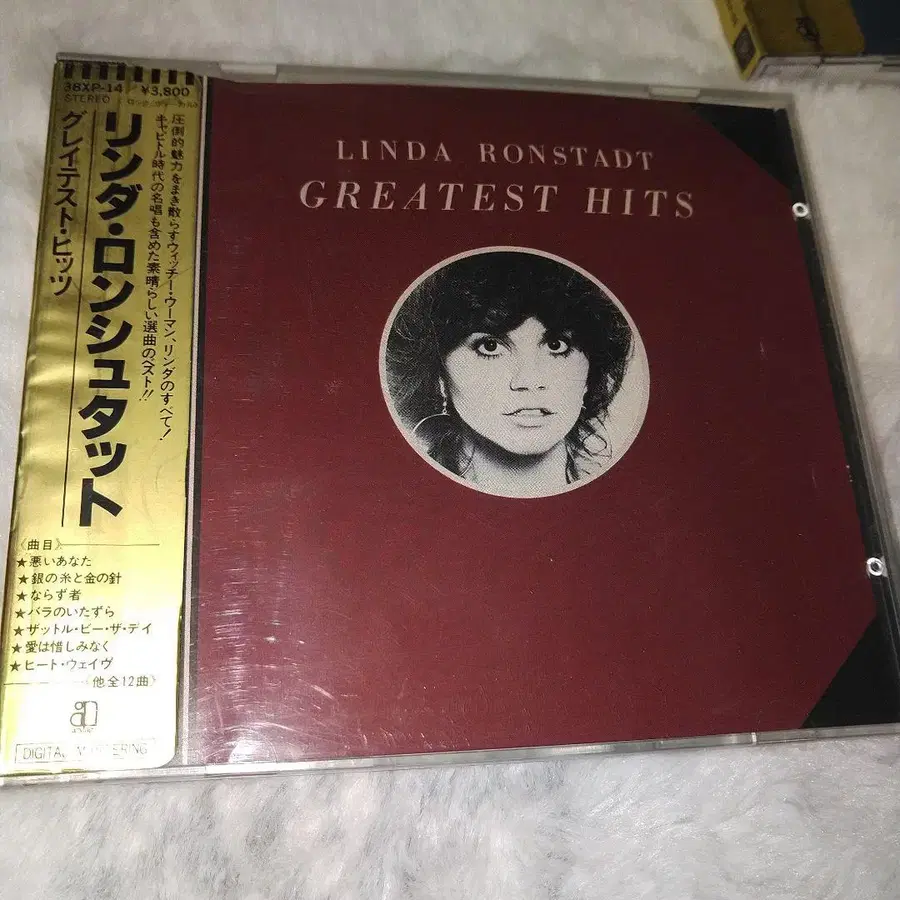 38XP-14 ¥3,800
STEREO
圧倒的魅力をまき散らすウィッチー・ウーマン、リンダのすべて!
キャピトル時代の名唱も含めた素晴らしい選曲のベスト!!
リンダ・ロンシュタット
グレイテスト・ヒッツ
《曲目》
★悪いあなた
★銀の糸と金の針
★ならず者
★バラのいたずら
★ザットル・ビー・ザ・デイ
★愛は惜しみなく
★ヒート・ウェイヴ
《他全12曲》
DIGITAL MASTERING
LINDA RONSTADT
GREATEST HITS